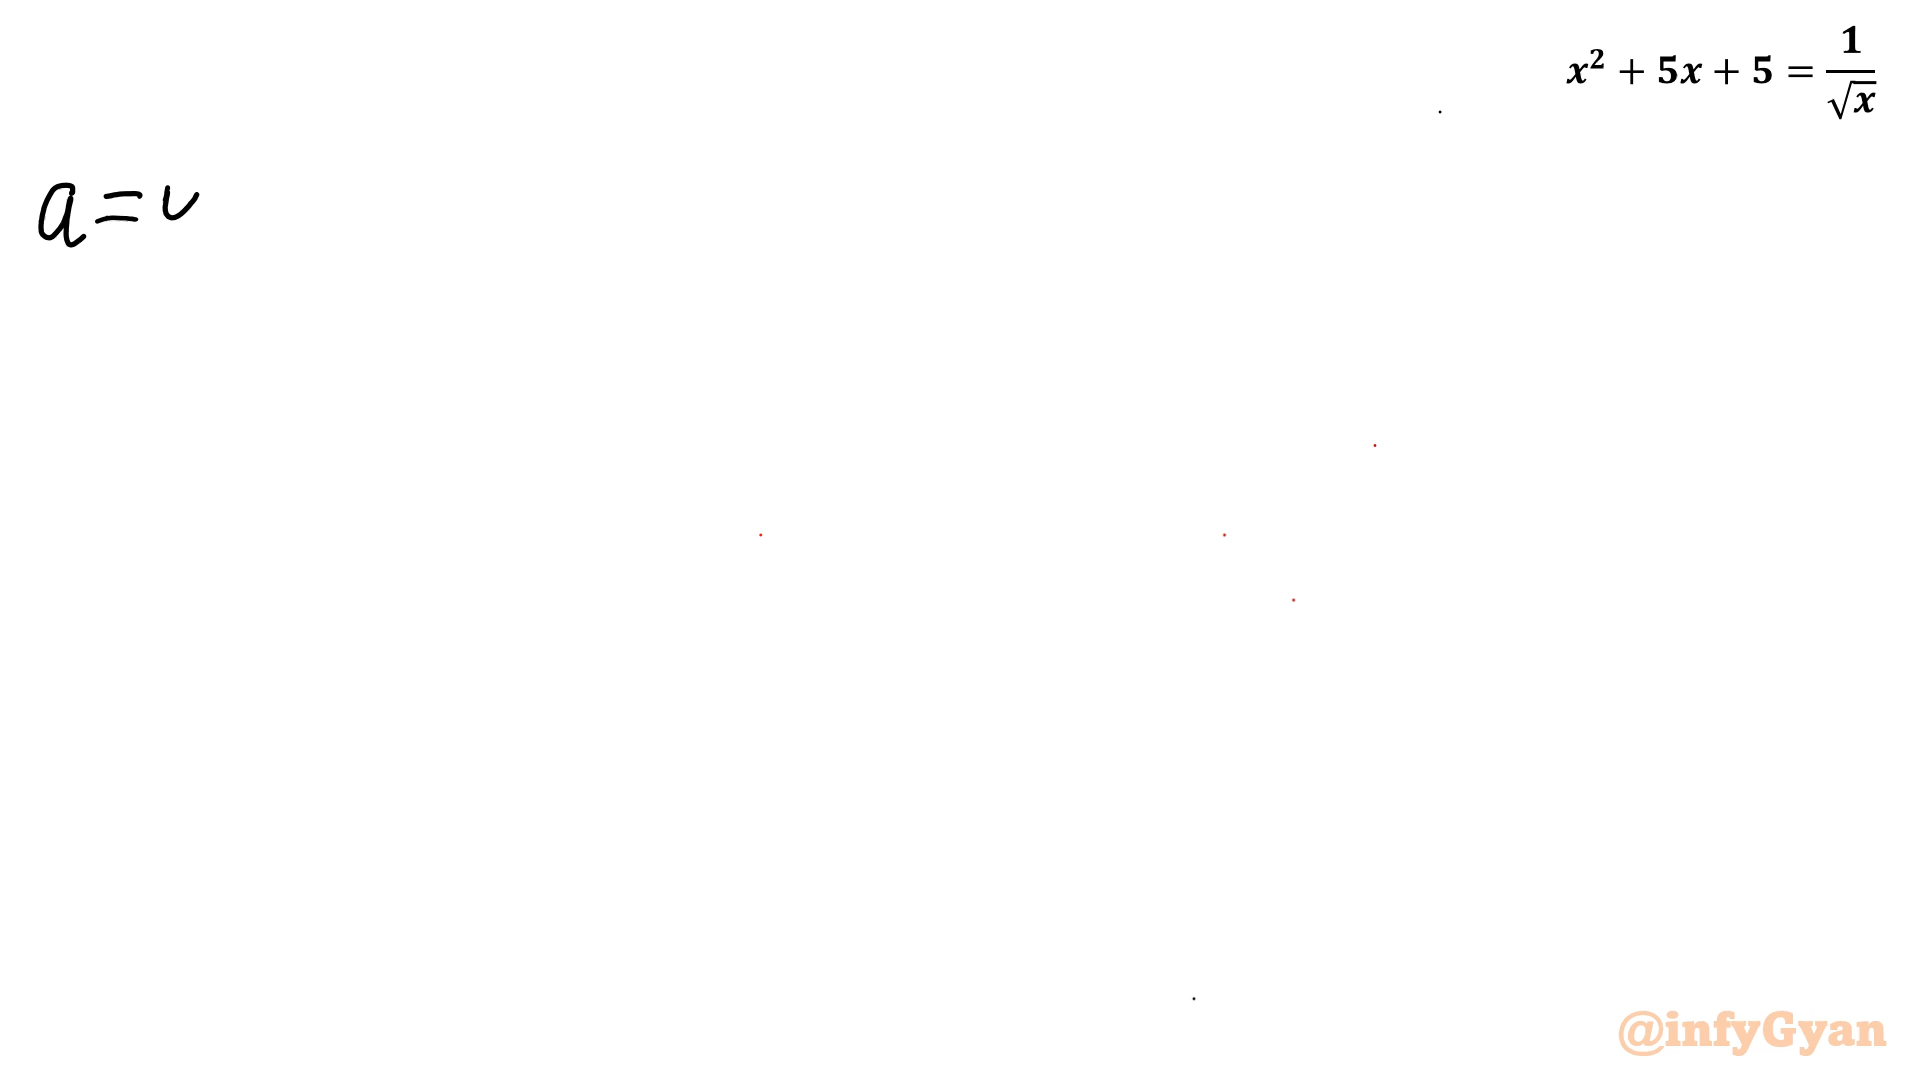 x² + 5x + 5 = 1/√x
a = u
@infyGyan